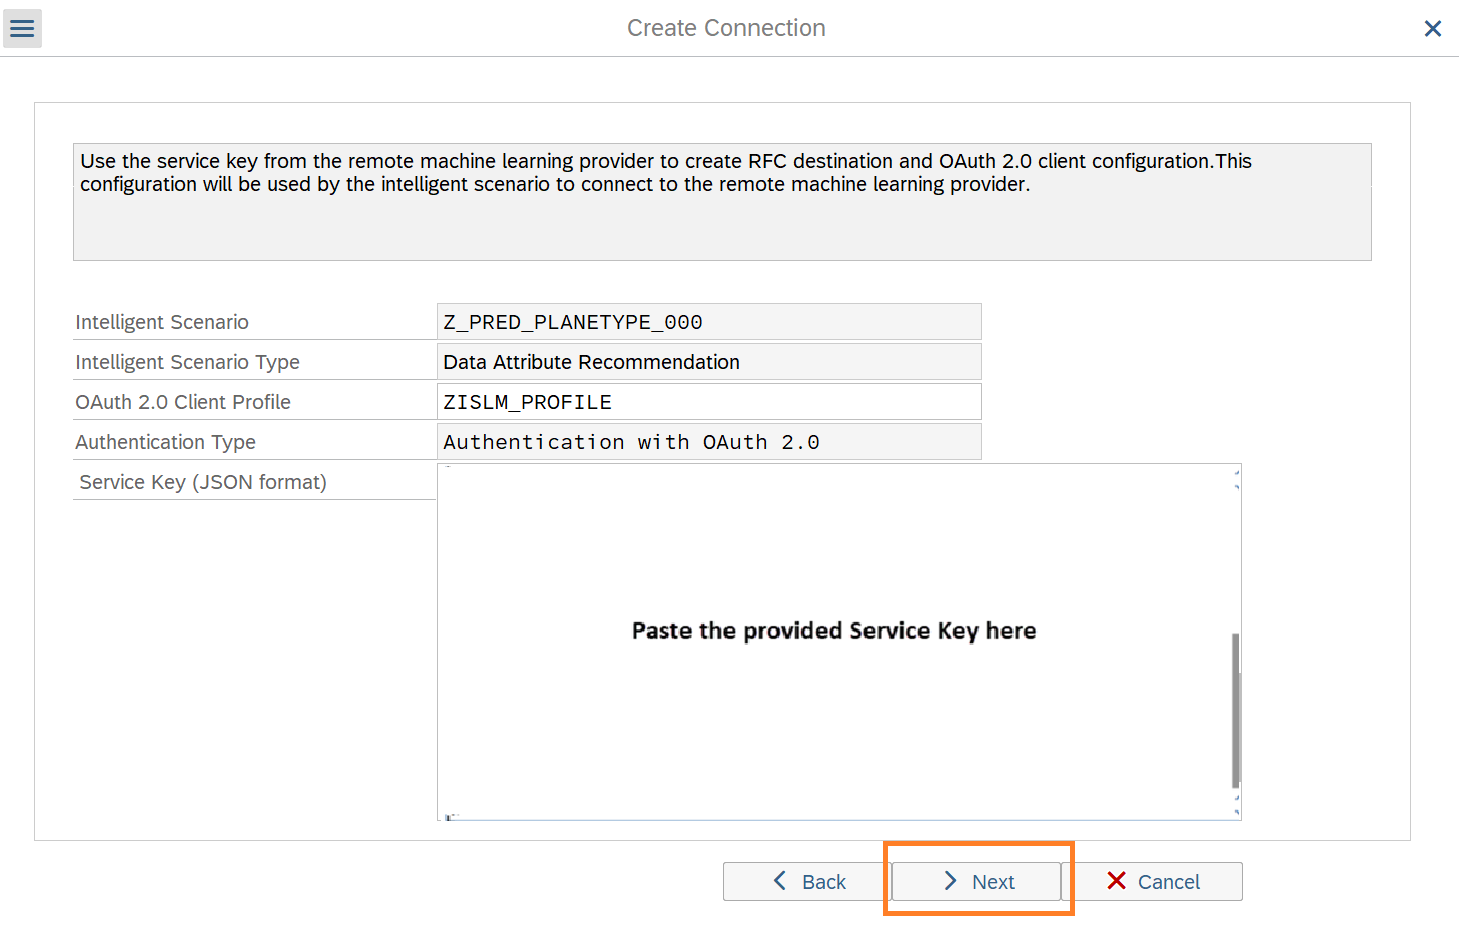 Create Connection
Use the service key from the remote machine learning provider to create RFC destination and OAuth 2.0 client configuration.This
configuration will be used by the intelligent scenario to connect to the remote machine learning provider.
Intelligent Scenario Z_PRED_PLANETYPE_000
Intelligent Scenario Type Data Attribute Recommendation
OAuth 2.0 Client Profile ZISLM_PROFILE
Authentication Type Authentication with OAuth 2.0
Service Key (JSON format)
Paste the provided Service Key here
Back Next Cancel